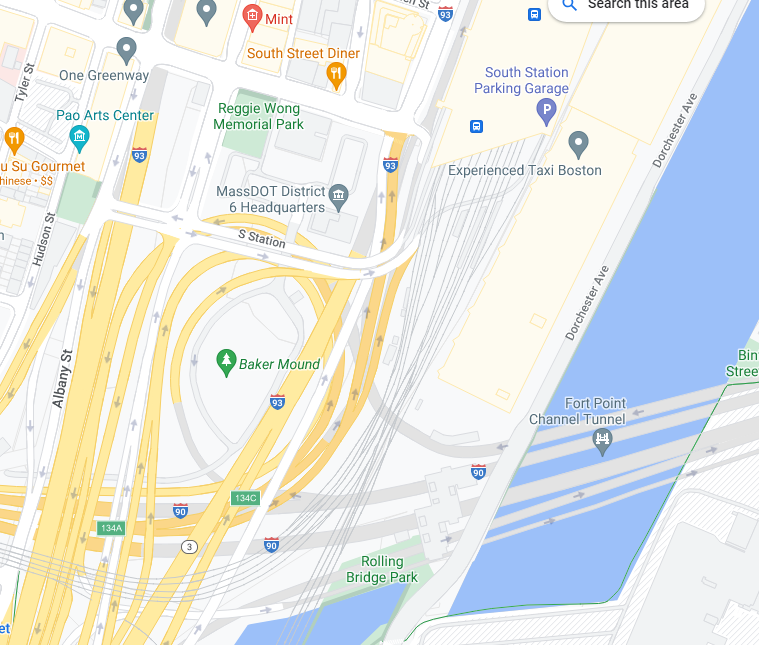 Search this area
93
Mint
South Street Diner
One Greenway
Tyler St
South Station
Parking Garage
P
Pao Arts Center
Reggie Wong
Memorial Park
Dorchester Ave
93
93
u Su Gourmet
hinese • $$
Experienced Taxi Boston
MassDOT District
6 Headquarters
Hudson St
S Station
Dorchester Ave
Baker Mound
Albany St
Bin
Stree
93
Fort Point
Channel Tunnel
90
134C
90
134A
3
90
Rolling
Bridge Park
et